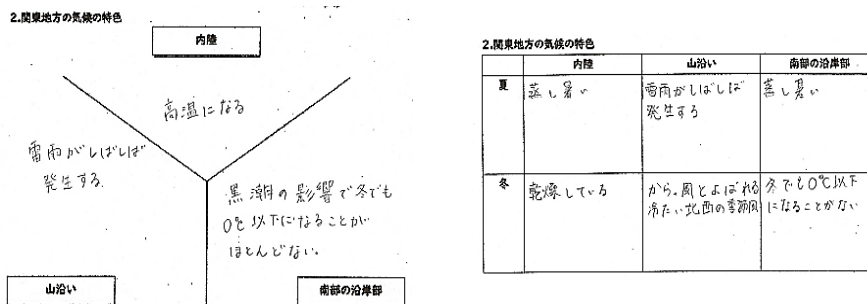 2.関東地方の気候の特色
内陸
高温になる
雷雨がしばしば
発生する
黒潮の影響で冬でも
0℃以下になることが
ほとんどない。
山沿い
南部の沿岸部
2.関東地方の気候の特色
内陸
山沿い
南部の沿岸部
夏
蒸し暑い
雷雨がしばしば
発生する
蒸し暑い
冬
乾燥している
から風とよばれる
冷たい北西の季節風
冬でも0℃以下
になることがない